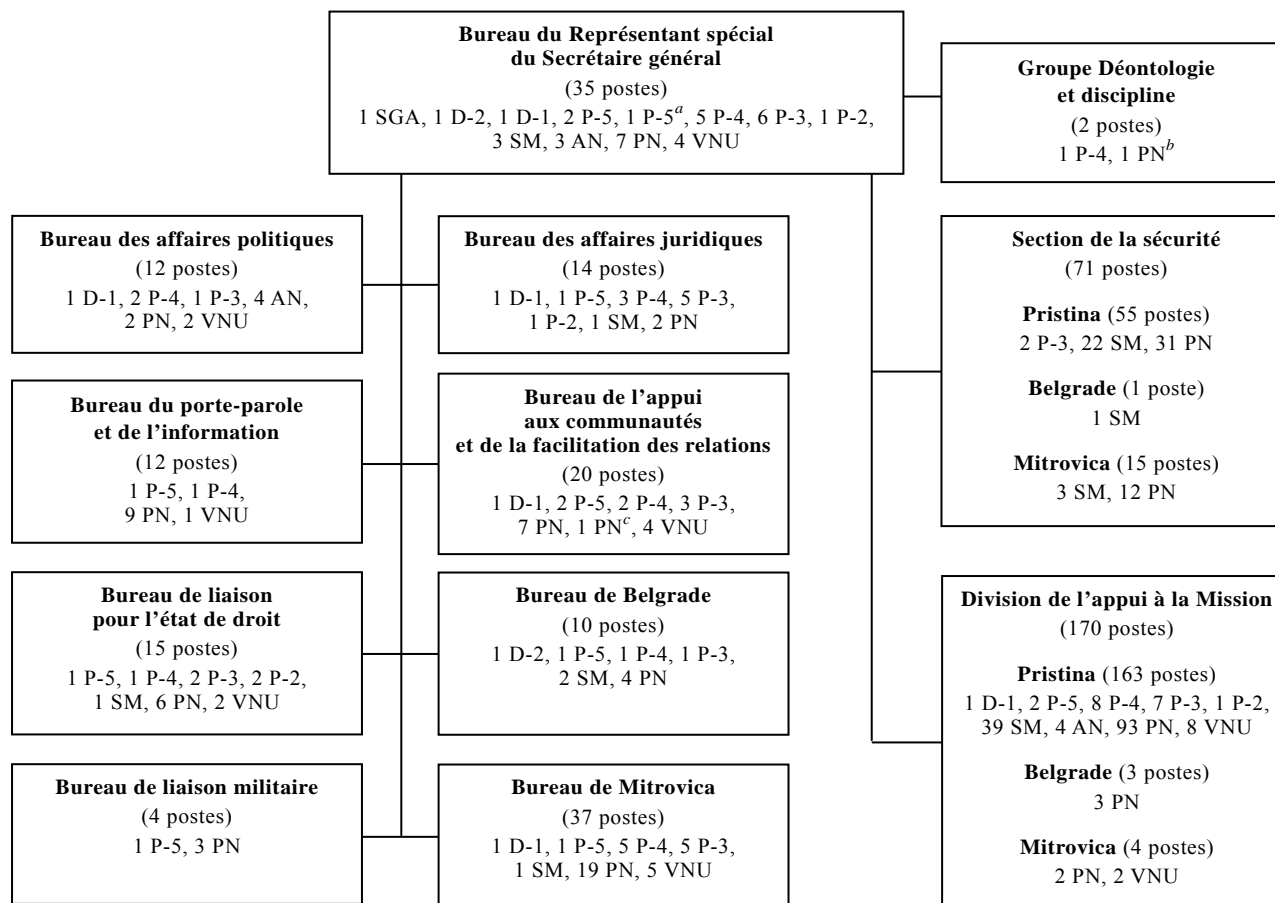 Bureau du Représentant spécial
du Secrétaire général
(35 postes)
1 SGA, 1 D-2, 1 D-1, 2 P-5, 1 P-5a, 5 P-4, 6 P-3, 1 P-2,
3 SM, 3 AN, 7 PN, 4 VNU
Groupe Déontologie
et discipline
(2 postes)
1 P-4, 1 PNb
Bureau des affaires politiques
(12 postes)
1 D-1, 2 P-4, 1 P-3, 4 AN,
2 PN, 2 VNU
Bureau des affaires juridiques
(14 postes)
1 D-1, 1 P-5, 3 P-4, 5 P-3,
1 P-2, 1 SM, 2 PN
Section de la sécurité
(71 postes)
Pristina (55 postes)
2 P-3, 22 SM, 31 PN
Belgrade (1 poste)
1 SM
Mitrovica (15 postes)
3 SM, 12 PN
Bureau du porte-parole
et de l'information
(12 postes)
1 P-5, 1 P-4,
9 PN, 1 VNU
Bureau de l'appui
aux communautés
et de la facilitation des relations
(20 postes)
1 D-1, 2 P-5, 2 P-4, 3 P-3,
7 PN, 1 PNc, 4 VNU
Bureau de liaison
pour l'état de droit
(15 postes)
1 P-5, 1 P-4, 2 P-3, 2 P-2,
1 SM, 6 PN, 2 VNU
Bureau de Belgrade
(10 postes)
1 D-2, 1 P-5, 1 P-4, 1 P-3,
2 SM, 4 PN
Division de l'appui à la Mission
(170 postes)
Pristina (163 postes)
1 D-1, 2 P-5, 8 P-4, 7 P-3, 1 P-2,
39 SM, 4 AN, 93 PN, 8 VNU
Belgrade (3 postes)
3 PN
Mitrovica (4 postes)
2 PN, 2 VNU
Bureau de liaison militaire
(4 postes)
1 P-5, 3 PN
Bureau de Mitrovica
(37 postes)
1 D-1, 1 P-5, 5 P-4, 5 P-3,
1 SM, 19 PN, 5 VNU